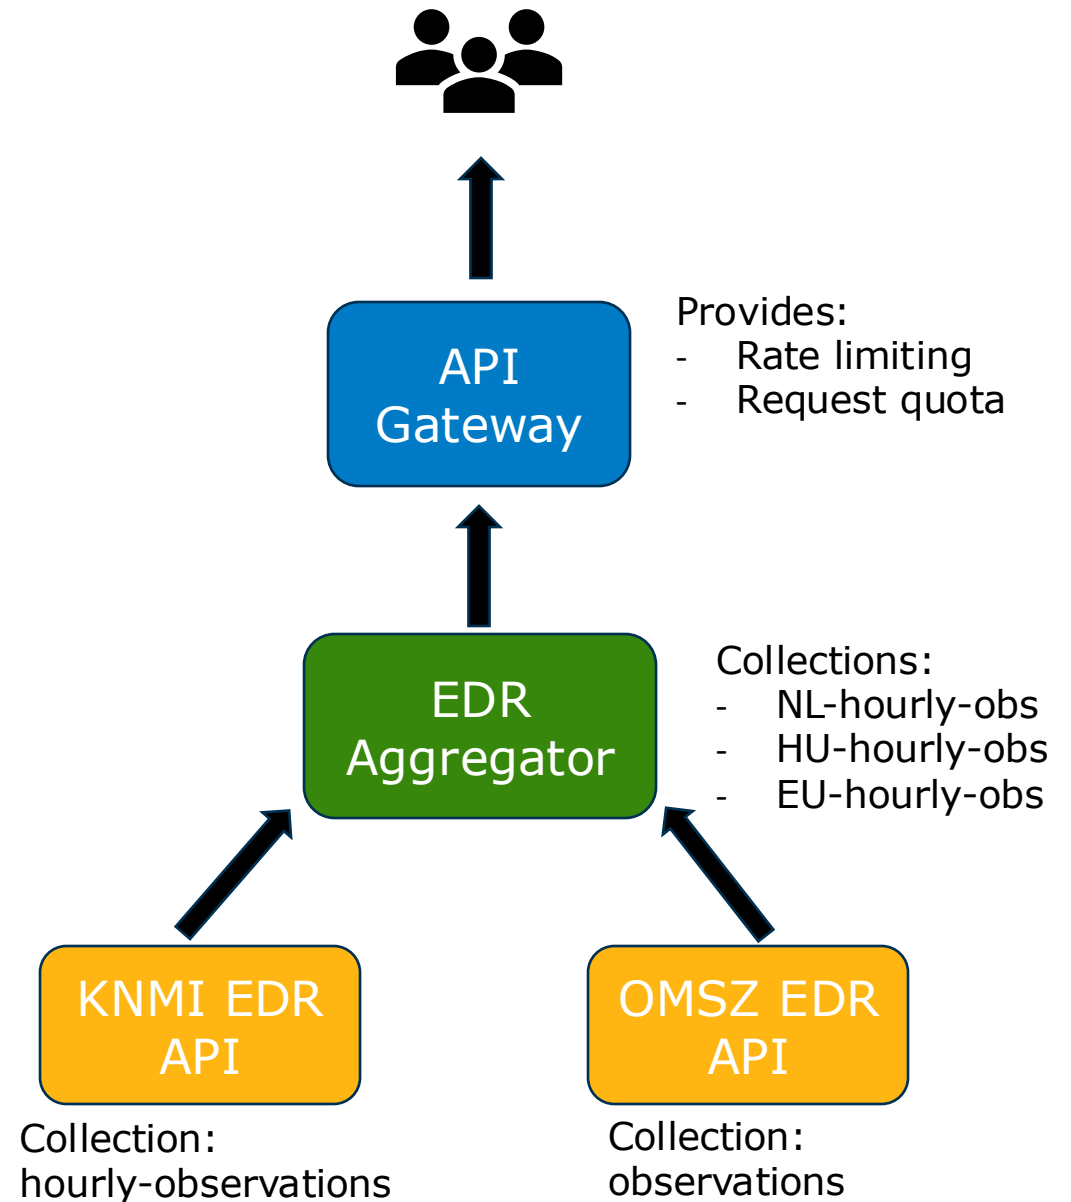 API
Gateway
Provides:
- Rate limiting
- Request quota
EDR
Aggregator
Collections:
- NL-hourly-obs
- HU-hourly-obs
- EU-hourly-obs
KNMI EDR
API
Collection:
hourly-observations
OMSZ EDR
API
Collection:
observations